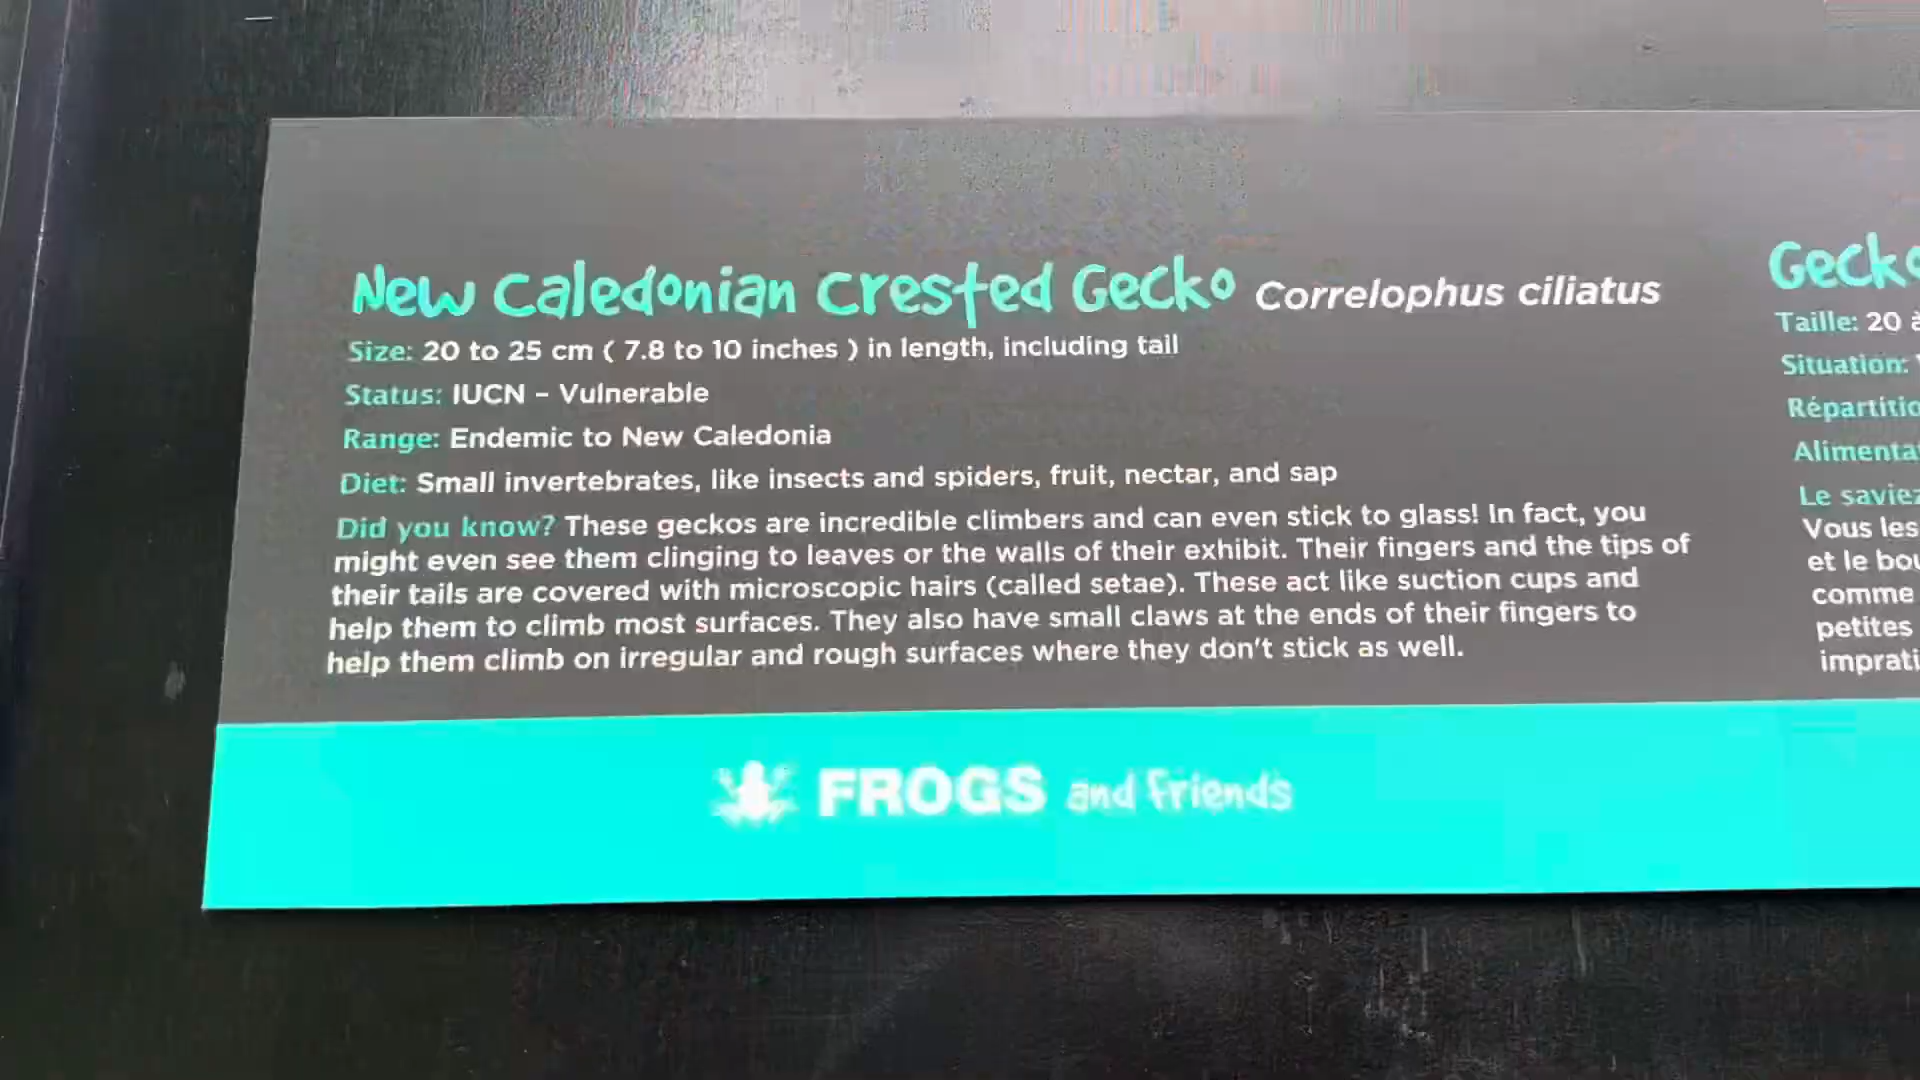 New Caledonian Crested Gecko Correlophus ciliatus
Size: 20 to 25 cm ( 7.8 to 10 inches ) in length, including tail
Status: IUCN – Vulnerable
Range: Endemic to New Caledonia
Diet: Small invertebrates, like insects and spiders, fruit, nectar, and sap
Did you know? These geckos are incredible climbers and can even stick to glass! In fact, you
might even see them clinging to leaves or the walls of their exhibit. Their fingers and the tips of
their tails are covered with microscopic hairs (called setae). These act like suction cups and
help them to climb most surfaces. They also have small claws at the ends of their fingers to
help them climb on irregular and rough surfaces where they don't stick as well.
Taille: 20
Situation:
Vous les
et le
comme
petites
FROGS and Friends